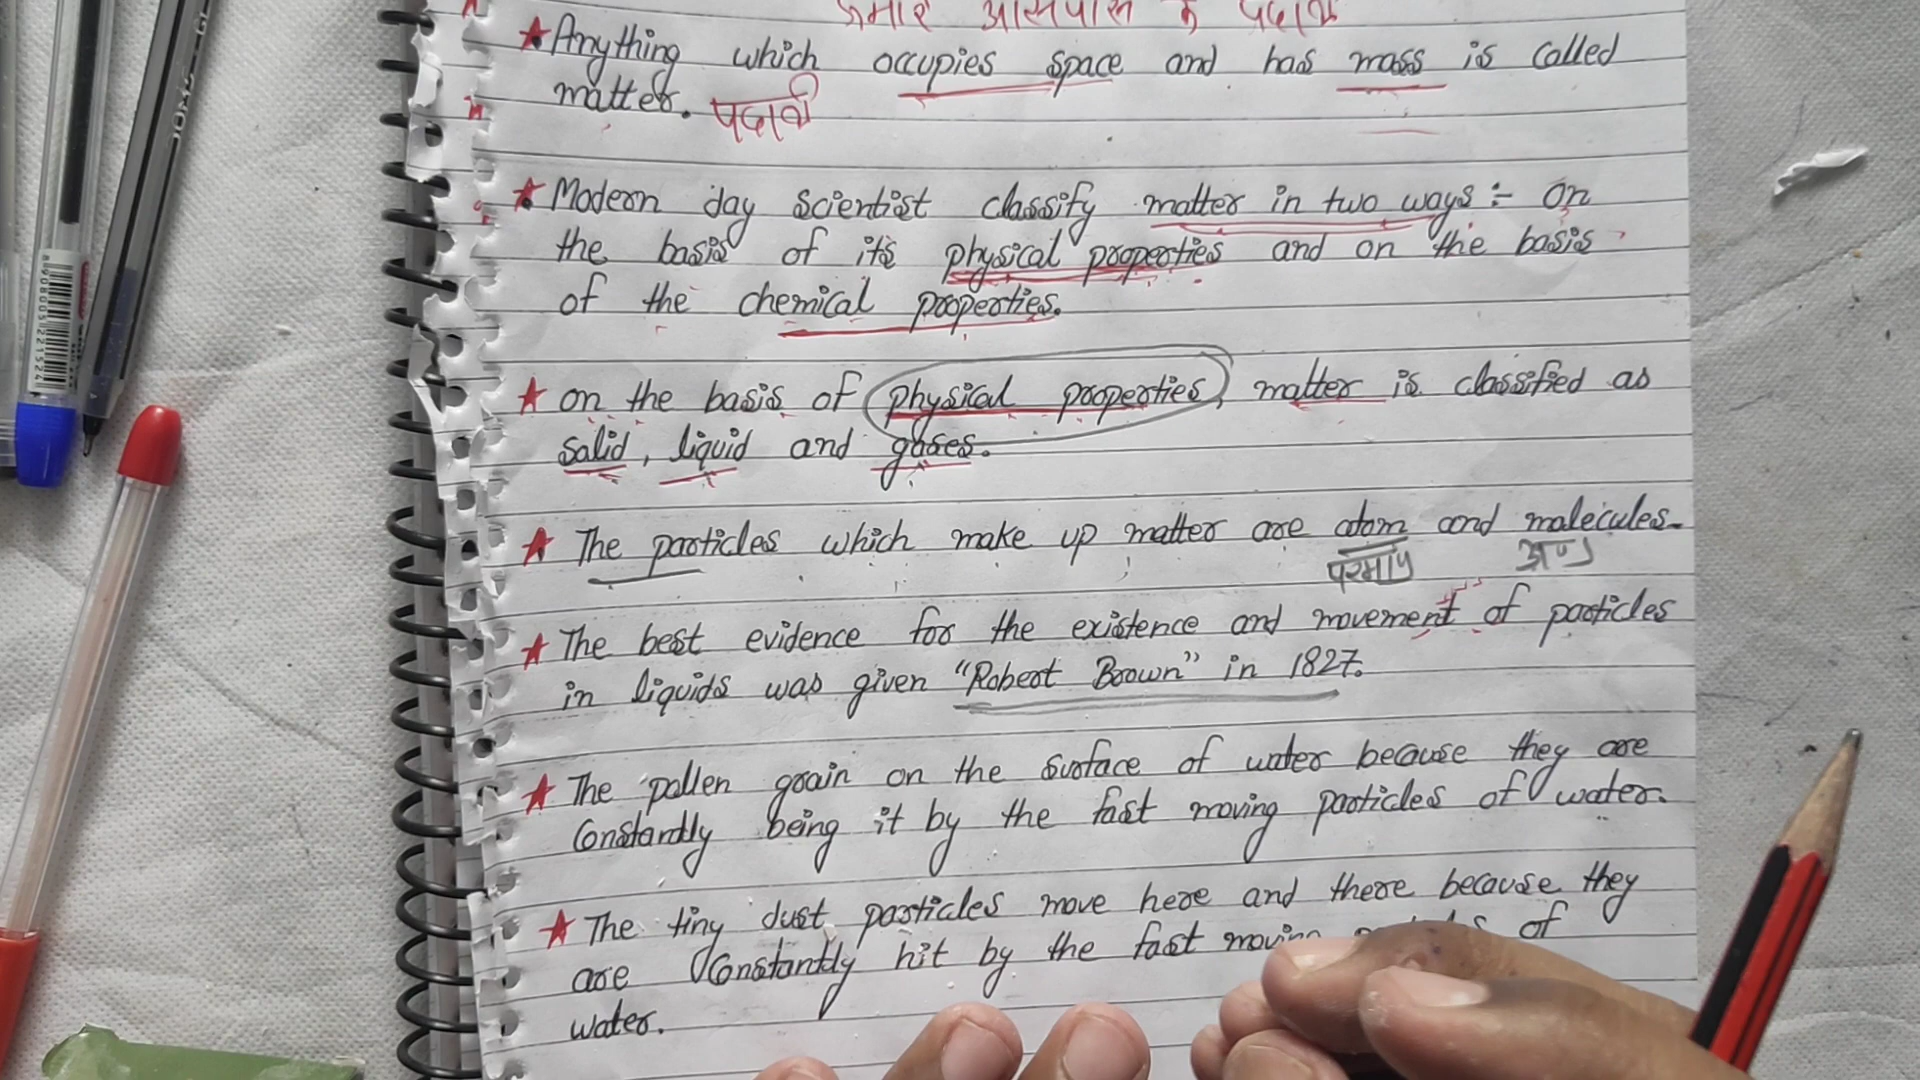 हमारे आसपास के पदार्थ
★ Anything which occupies space and has mass is called
matter. पदार्थ
★ Modern day scientist classify matter in two ways :- On
the basis of its physical properties and on the basis
of the chemical properties.
★ on the basis of physical properties, matter is classified as
salid, liquid and gases.
★ The particles which make up matter are atom and malecules.
परमाणु अणु
★ The best evidence for the existence and movement of particles
in liquids was given "Robert Brown" in 1827.
★ The pallen grain on the surface of water because they are
Constantly being it by the fast moving particles of water.
★ The tiny dust particles move here and there because they
are Constantly hit by the fast moving of
water.